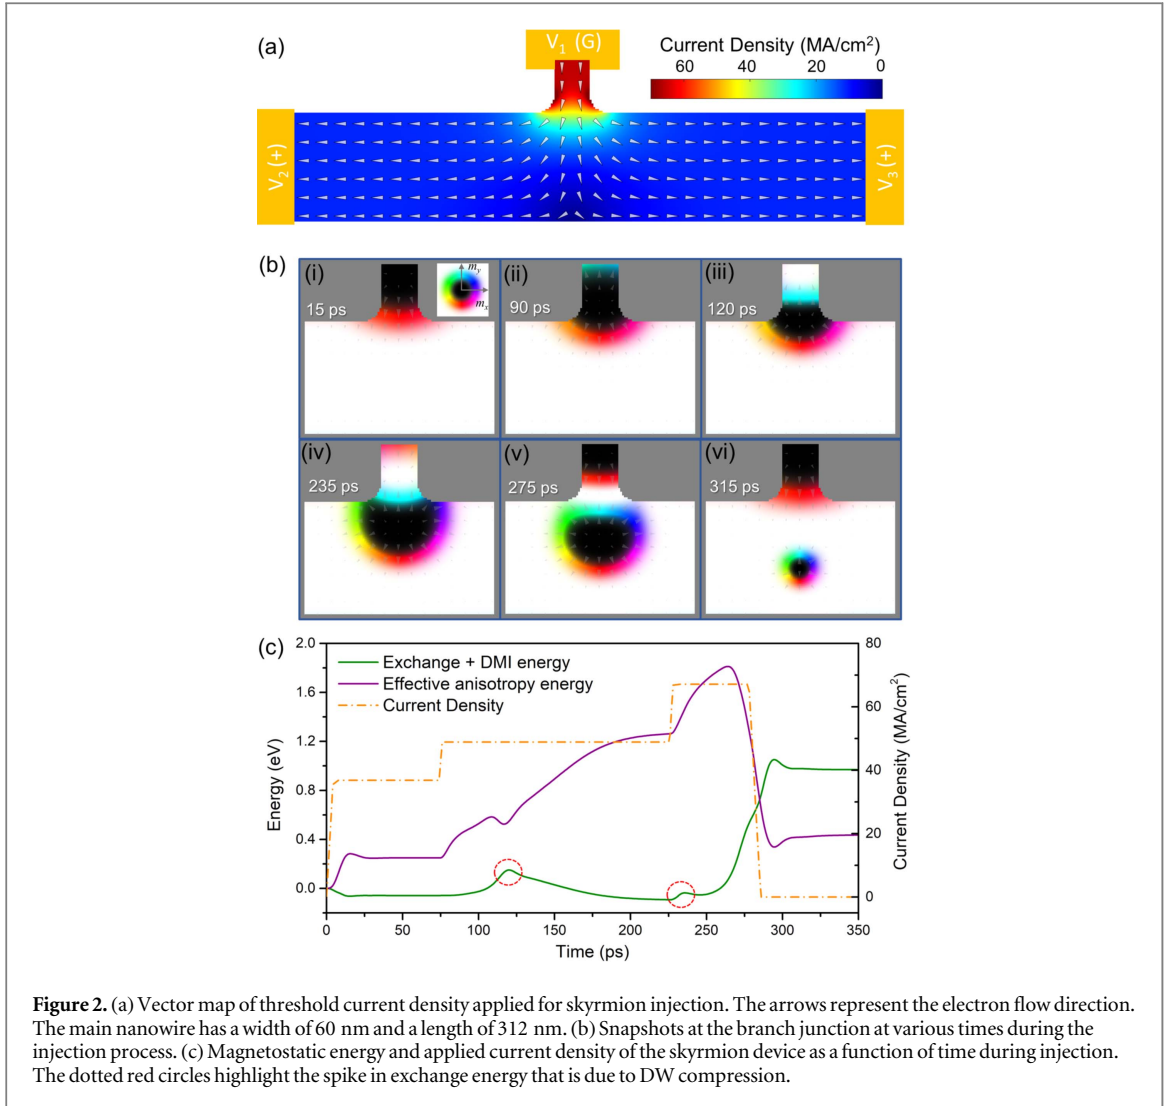 (a)
V1 (G)
Current Density (MA/cm²)
60 40 20 0
V2 (+)
V3 (+)
(b)
(i)
15 ps
my
mx
(ii)
90 ps
(iii)
120 ps
(iv)
235 ps
(v)
275 ps
(vi)
315 ps
(c)
2.0
1.6
1.2
0.8
0.4
0.0
Energy (eV)
Exchange + DMI energy
Effective anisotropy energy
Current Density
80
60
40
20
0
Current Density (MA/cm²)
0 50 100 150 200 250 300 350
Time (ps)
Figure 2. (a) Vector map of threshold current density applied for skyrmion injection. The arrows represent the electron flow direction.
The main nanowire has a width of 60 nm and a length of 312 nm. (b) Snapshots at the branch junction at various times during the
injection process. (c) Magnetostatic energy and applied current density of the skyrmion device as a function of time during injection.
The dotted red circles highlight the spike in exchange energy that is due to DW compression.